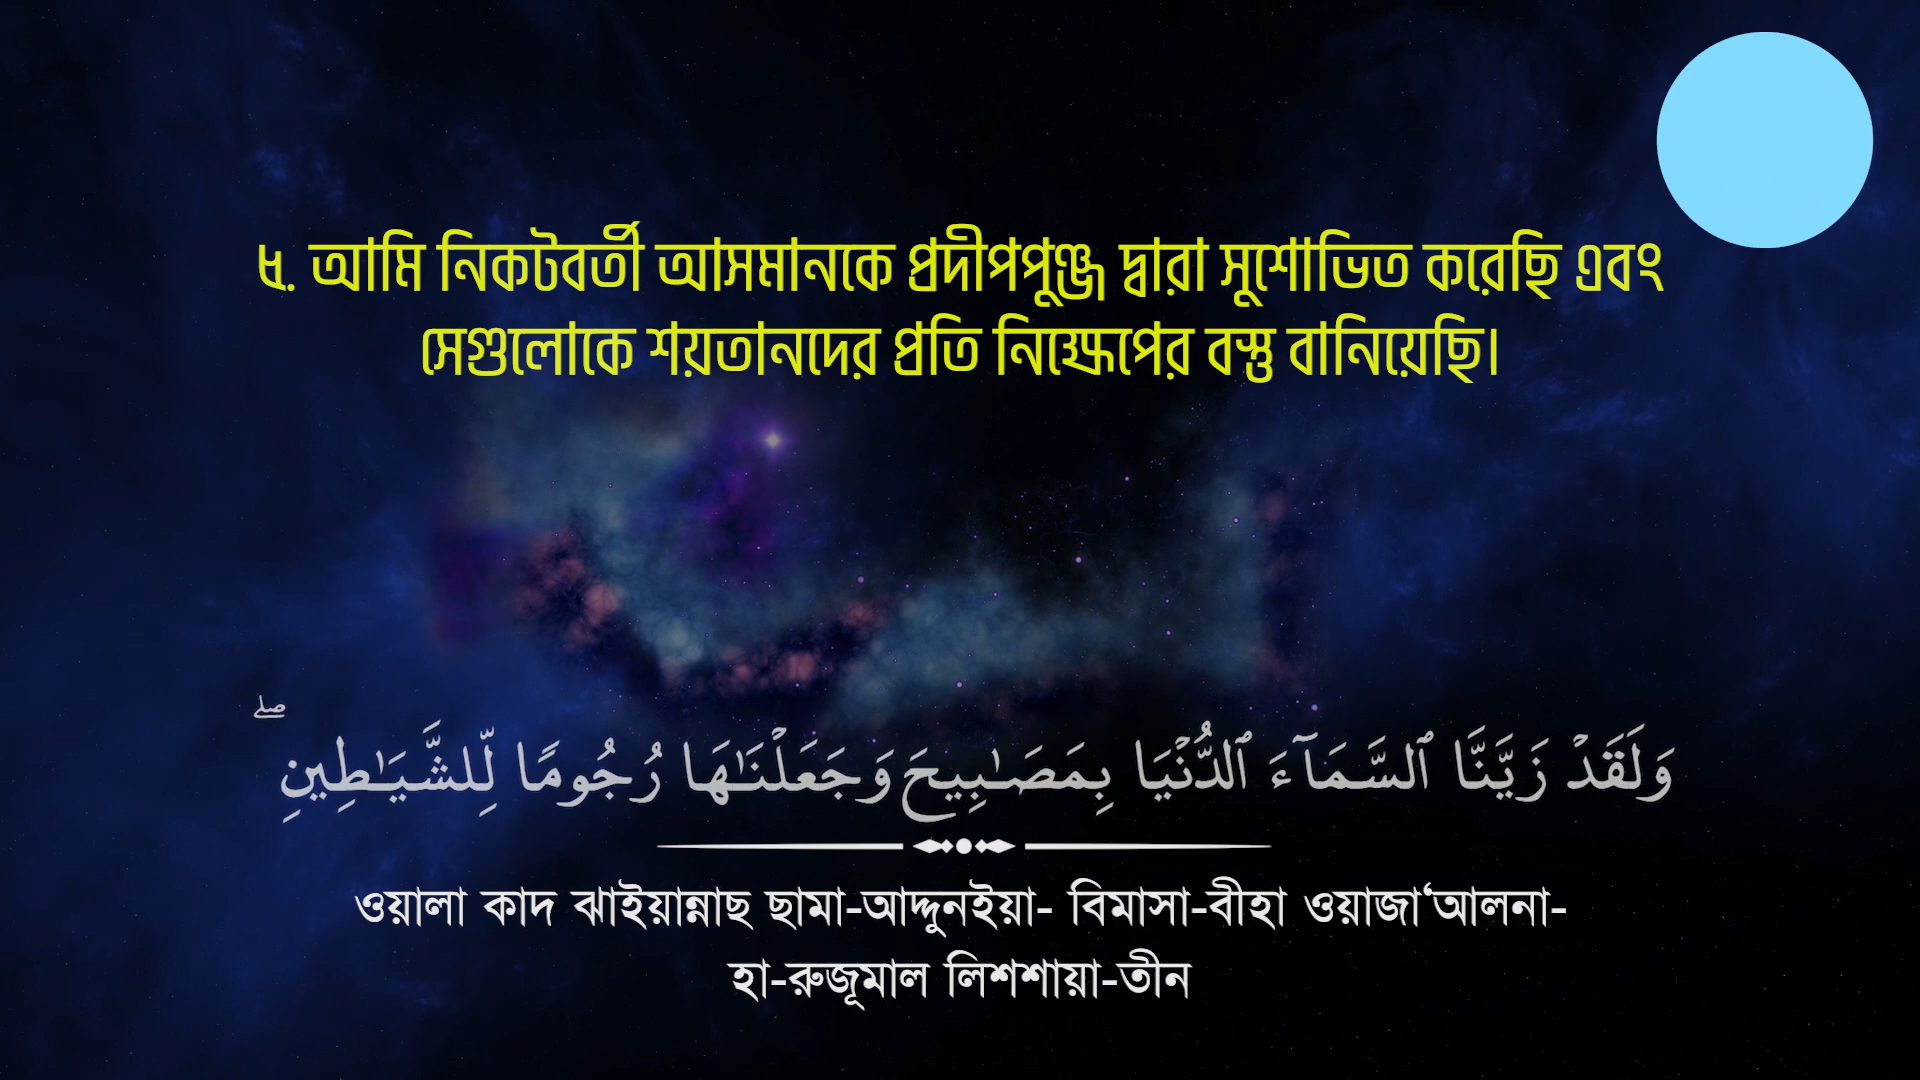 ৫. আমি নিকটবর্তী আসমানকে প্রদীপপুঞ্জ দ্বারা সুশোভিত করেছি এবং
সেগুলোকে শয়তানদের প্রতি নিক্ষেপের বস্তু বানিয়েছি।
وَلَقَدْ زَيَّنَّا ٱلسَّمَآءَ ٱلدُّنْيَا بِمَصَـٰبِيحَ وَجَعَلْنَـٰهَا رُجُومًا لِّلشَّيَـٰطِينِ ۖ
ওয়ালা কাদ ঝাইয়ান্নাছ ছামা-আদ্দুনইয়া- বিমাসা-বীহা ওয়াজা‘আলনা-
হা-রুজূমাল লিশশায়া-তীন